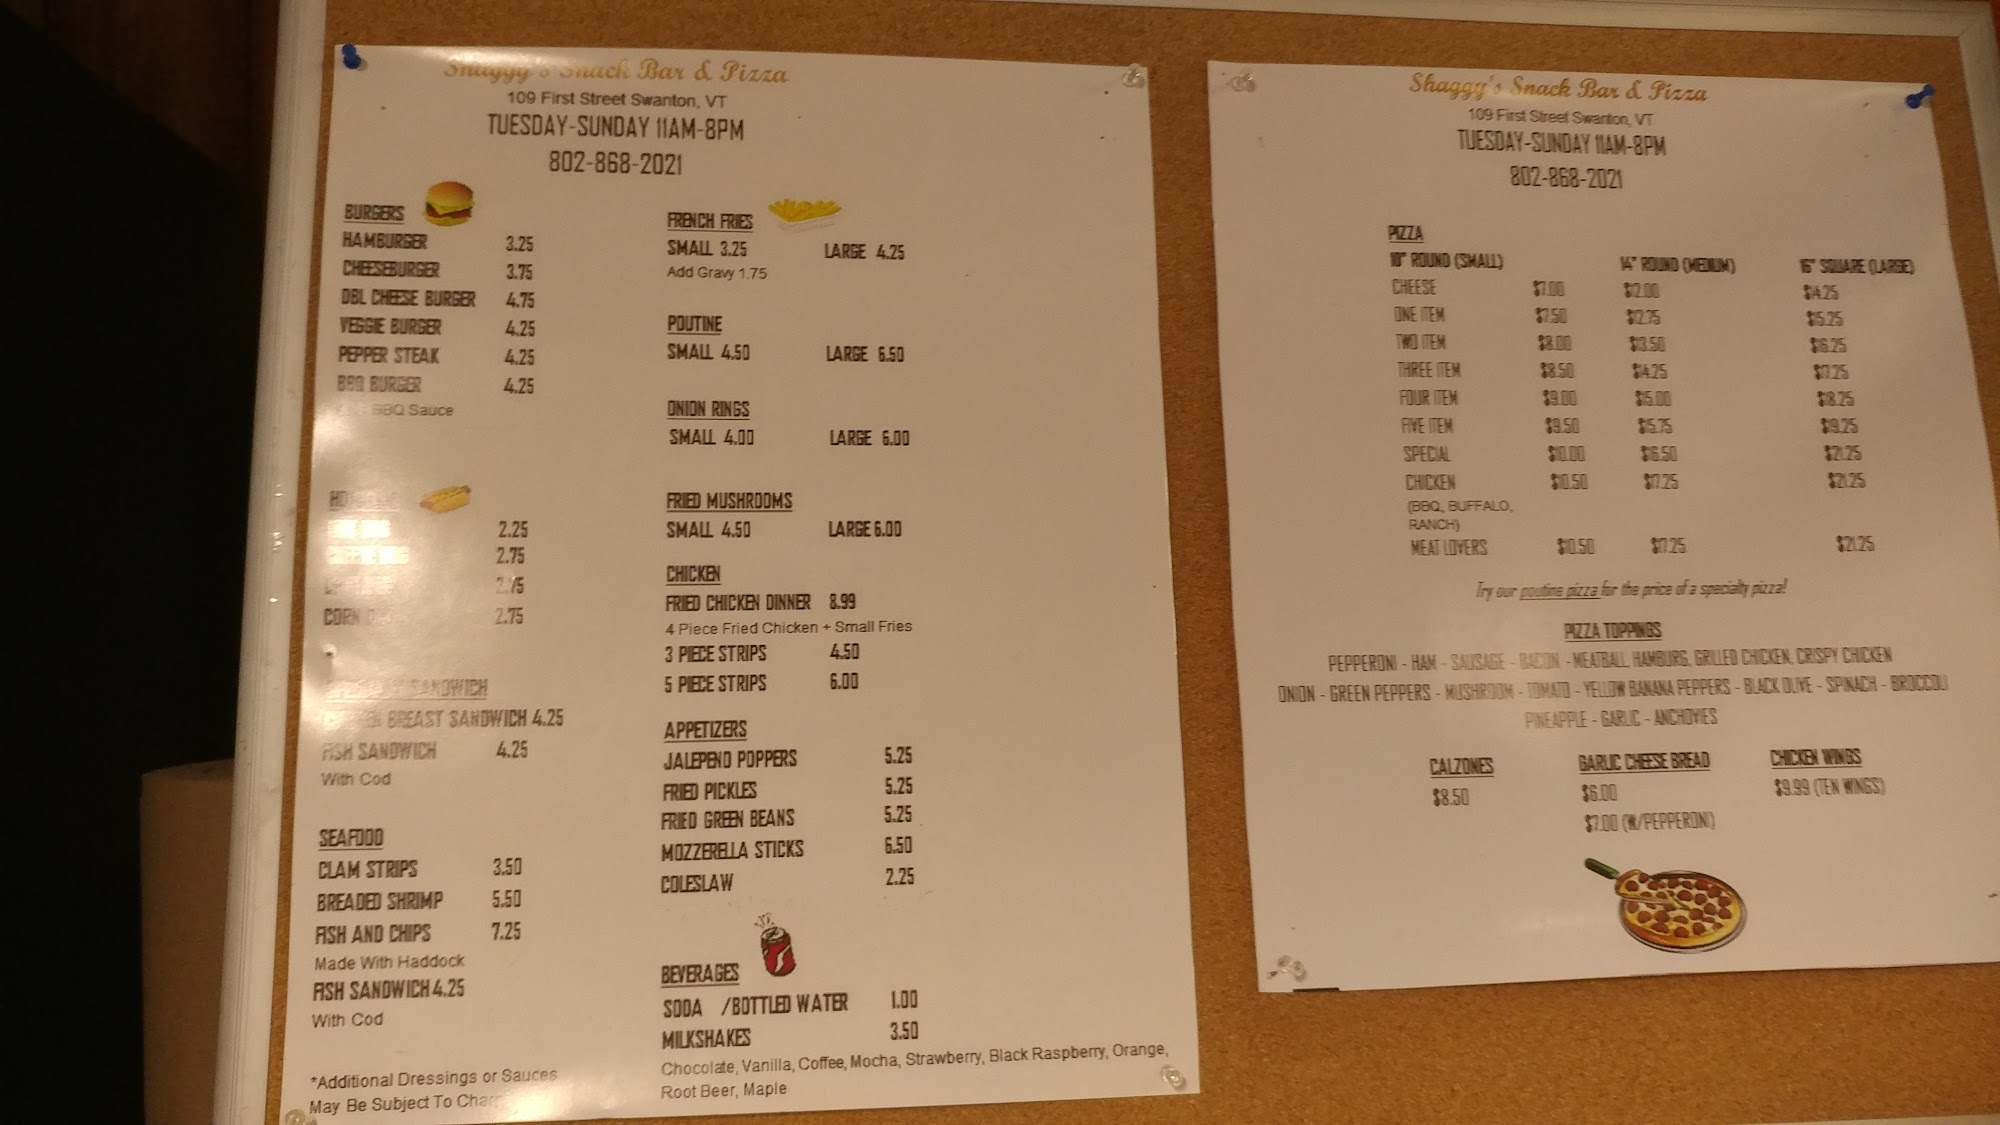 Snack Bar & Pizza
109 First Street Swanton, VT
TUESDAY-SUNDAY 11AM-8PM
802-868-2021
BURGERS
HAMBURGER 3.25
CHEESEBURGER 3.75
DBL CHEESE BURGER 4.75
VEGGIE BURGER 4.25
PEPPER STEAK 4.25
BBQ BURGER 4.25
BBQ Sauce
2.25
2.75
2.75
CORN 2.75
SANDWICH
BREAST SANDWICH 4.25
FISH SANDWICH 4.25
With Cod
SEAFOOD
CLAM STRIPS 3.50
BREADED SHRIMP 5.50
FISH AND CHIPS 7.25
Made With Haddock
FISH SANDWICH 4.25
With Cod
*Additional Dressings or Sauces
May Be Subject To
FRENCH FRIES
SMALL 3.25 LARGE 4.25
Add Gravy 1.75
POUTINE
SMALL 4.50 LARGE 6.50
ONION RINGS
SMALL 4.00 LARGE 6.00
FRIED MUSHROOMS
SMALL 4.50 LARGE 6.00
CHICKEN
FRIED CHICKEN DINNER 8.99
4 Piece Fried Chicken + Small Fries
3 PIECE STRIPS 4.50
5 PIECE STRIPS 6.00
APPETIZERS
JALEPENO POPPERS 5.25
FRIED PICKLES 5.25
FRIED GREEN BEANS 5.25
MOZZERELLA STICKS 6.50
COLESLAW 2.25
BEVERAGES
SODA /BOTTLED WATER 1.00
MILKSHAKES 3.50
Chocolate, Vanilla, Coffee, Mocha, Strawberry, Black Raspberry, Orange,
Root Beer, Maple
Shaggy's Snack Bar & Pizza
109 First Street Swanton, VT
TUESDAY-SUNDAY 11AM-8PM
802-868-2021
PIZZA
10" ROUND (SMALL) 14" ROUND (MEDIUM) 16" SQUARE (LARGE)
CHEESE $7.00 $12.00 $14.25
ONE ITEM $7.50 $12.75 $15.25
TWO ITEM $8.00 $13.50 $16.25
THREE ITEM $8.50 $14.25 $17.25
FOUR ITEM $9.00 $15.00 $18.25
FIVE ITEM $9.50 $15.75 $19.25
SPECIAL $10.00 $16.50 $21.25
CHICKEN $10.50 $17.25 $21.25
(BBQ, BUFFALO,
RANCH)
MEAT LOVERS $10.50 $17.25 $21.25
Try our poutine pizza for the price of a specialty pizza!
PIZZA TOPPINGS
PEPPERONI - HAM - SAUSAGE - BACON - MEATBALL, HAMBURG, GRILLED CHICKEN, CRISPY CHICKEN
ONION - GREEN PEPPERS - MUSHROOM - TOMATO - YELLOW BANANA PEPPERS - BLACK OLIVE - SPINACH - BROCCOLI
PINEAPPLE - GARLIC - ANCHOVIES
CALZONES
$8.50
GARLIC CHEESE BREAD
$6.00
$7.00 (W/PEPPERONI)
CHICKEN WINGS
$9.99 (TEN WINGS)